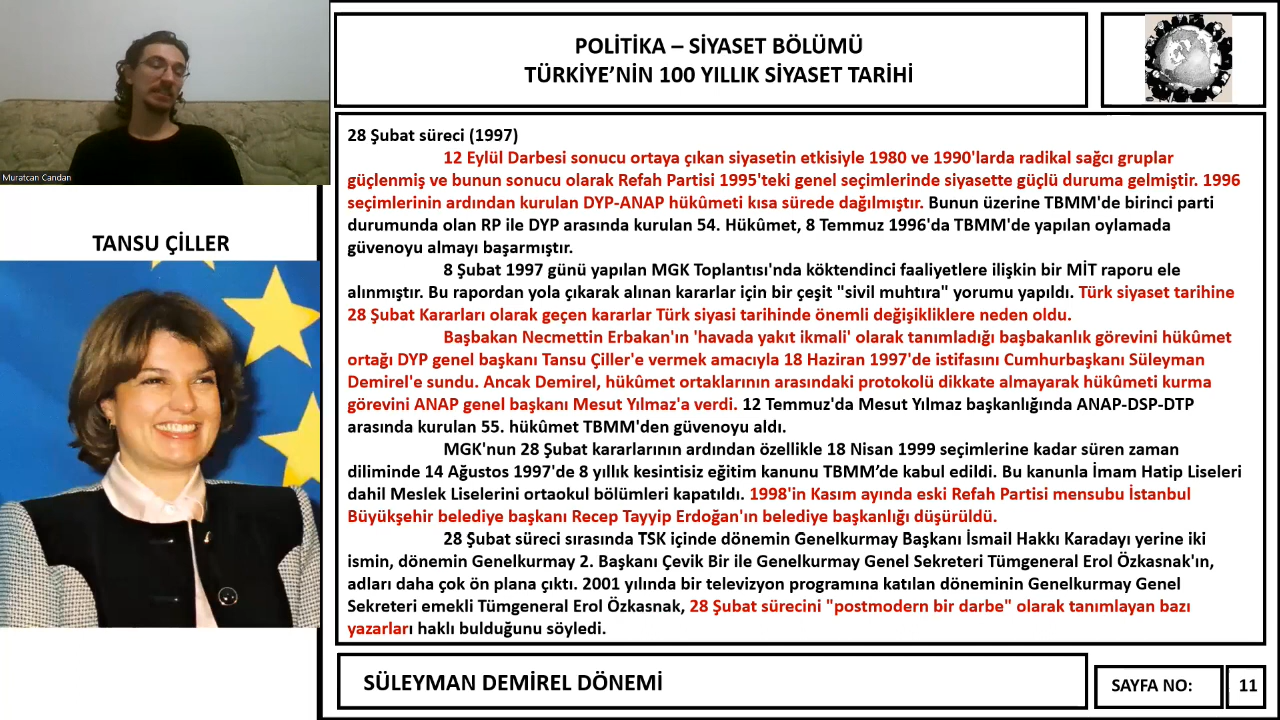 Muratcan Candan
TANSU ÇİLLER
POLİTİKA – SİYASET BÖLÜMÜ
TÜRKİYE’NİN 100 YILLIK SİYASET TARİHİ
28 Şubat süreci (1997)
12 Eylül Darbesi sonucu ortaya çıkan siyasetin etkisiyle 1980 ve 1990'larda radikal sağcı gruplar
güçlenmiş ve bunun sonucu olarak Refah Partisi 1995'teki genel seçimlerinde siyasette güçlü duruma gelmiştir. 1996
seçimlerinin ardından kurulan DYP-ANAP hükûmeti kısa sürede dağılmıştır. Bunun üzerine TBMM'de birinci parti
durumunda olan RP ile DYP arasında kurulan 54. Hükûmet, 8 Temmuz 1996'da TBMM'de yapılan oylamada
güvenoyu almayı başarmıştır.
8 Şubat 1997 günü yapılan MGK Toplantısı'nda köktendinci faaliyetlere ilişkin bir MİT raporu ele
alınmıştır. Bu rapordan yola çıkarak alınan kararlar için bir çeşit "sivil muhtıra" yorumu yapıldı. Türk siyaset tarihine
28 Şubat Kararları olarak geçen kararlar Türk siyasi tarihinde önemli değişikliklere neden oldu.
Başbakan Necmettin Erbakan'ın 'havada yakıt ikmali' olarak tanımladığı başbakanlık görevini hükûmet
ortağı DYP genel başkanı Tansu Çiller'e vermek amacıyla 18 Haziran 1997'de istifasını Cumhurbaşkanı Süleyman
Demirel'e sundu. Ancak Demirel, hükûmet ortaklarının arasındaki protokolü dikkate almayarak hükûmeti kurma
görevini ANAP genel başkanı Mesut Yılmaz'a verdi. 12 Temmuz'da Mesut Yılmaz başkanlığında ANAP-DSP-DTP
arasında kurulan 55. hükûmet TBMM'den güvenoyu aldı.
MGK'nun 28 Şubat kararlarının ardından özellikle 18 Nisan 1999 seçimlerine kadar süren zaman
diliminde 14 Ağustos 1997'de 8 yıllık kesintisiz eğitim kanunu TBMM’de kabul edildi. Bu kanunla İmam Hatip Liseleri
dahil Meslek Liselerini ortaokul bölümleri kapatıldı. 1998'in Kasım ayında eski Refah Partisi mensubu İstanbul
Büyükşehir belediye başkanı Recep Tayyip Erdoğan'ın belediye başkanlığı düşürüldü.
28 Şubat süreci sırasında TSK içinde dönemin Genelkurmay Başkanı İsmail Hakkı Karadayı yerine iki
ismin, dönemin Genelkurmay 2. Başkanı Çevik Bir ile Genelkurmay Genel Sekreteri Tümgeneral Erol Özkasnak'ın,
adları daha çok ön plana çıktı. 2001 yılında bir televizyon programına katılan döneminin Genelkurmay Genel
Sekreteri emekli Tümgeneral Erol Özkasnak, 28 Şubat sürecini "postmodern bir darbe" olarak tanımlayan bazı
yazarları haklı bulduğunu söyledi.
SÜLEYMAN DEMİREL DÖNEMİ
SAYFA NO:
11